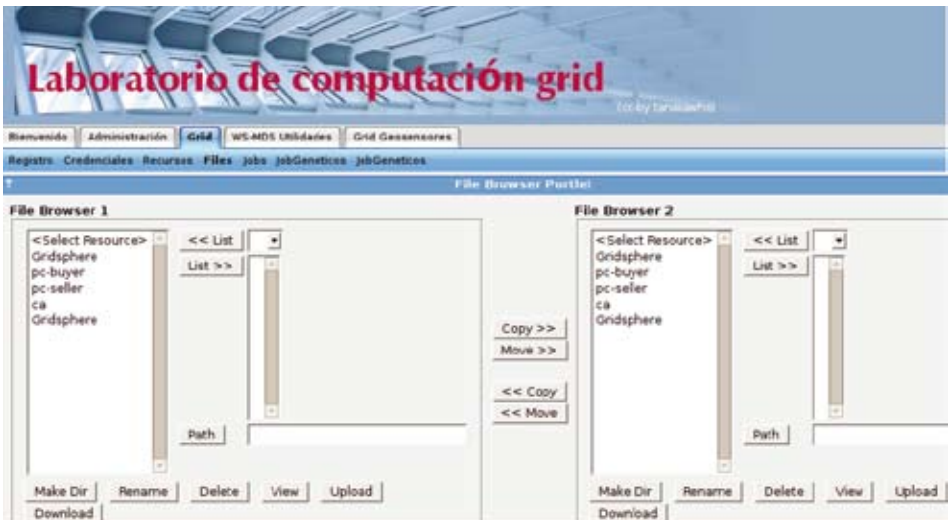 Laboratorio de computación grid
Bienvenido Administración Grid WS-MDS Utilidades Grid Geosensores
Registro Credenciales Recursos Files Jobs JobGeneticos JobGeneticos
?
File Browser Portlet
File Browser 1
<Select Resource>
Gridsphere
pc-buyer
pc-seller
ca
Gridsphere
<< List
List >>
Path
Make Dir Rename Delete View Upload
Download
Copy >>
Move >>
<< Copy
<< Move
File Browser 2
<Select Resource>
Gridsphere
pc-buyer
pc-seller
ca
Gridsphere
<< List
List >>
Path
Make Dir Rename Delete View Upload
Download